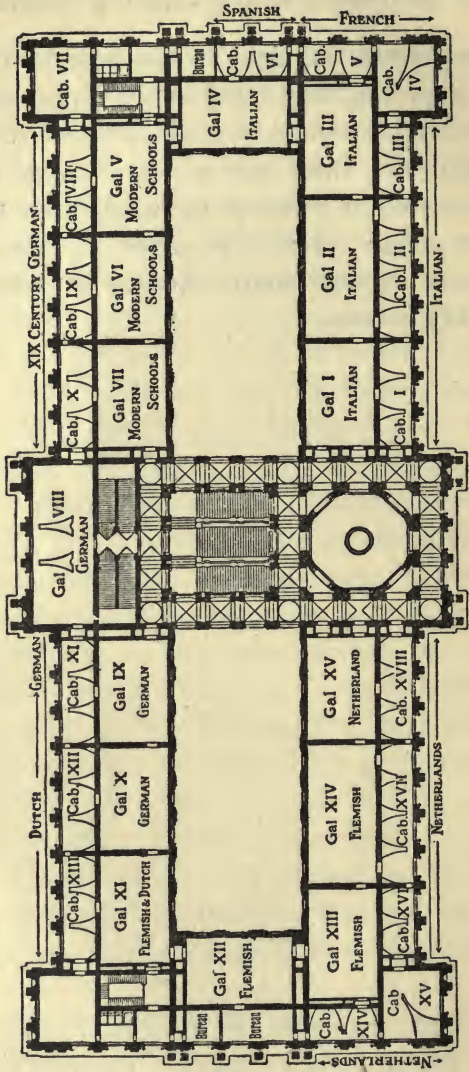 SPANISH
FRENCH
Cab. VII
Bureau
Cab.
VI
Cab.
V
Cab.
IV
Gal IV
ITALIAN
XIX CENTURY GERMAN
Cab. VIII
Gal V
MODERN
SCHOOLS
Gal III
ITALIAN
Cab. III
ITALIAN
Cab. IX
Gal VI
MODERN
SCHOOLS
Gal II
ITALIAN
Cab. II
Cab. X
Gal VII
MODERN
SCHOOLS
Gal I
ITALIAN
Cab. I
Gal VIII
GERMAN
GERMAN
Cab. XI
Gal IX
GERMAN
Gal XV
NETHERLAND
Cab. XVIII
DUTCH
Cab. XII
Gal X
GERMAN
Gal XIV
FLEMISH
Cab. XVII
NETHERLANDS
Cab. XIII
Gal XI
FLEMISH & DUTCH
Gal XIII
FLEMISH
Cab. XVI
Gal XII
FLEMISH
Bureau
Bureau
Cab.
XIV
Cab
XV
NETHERLANDS